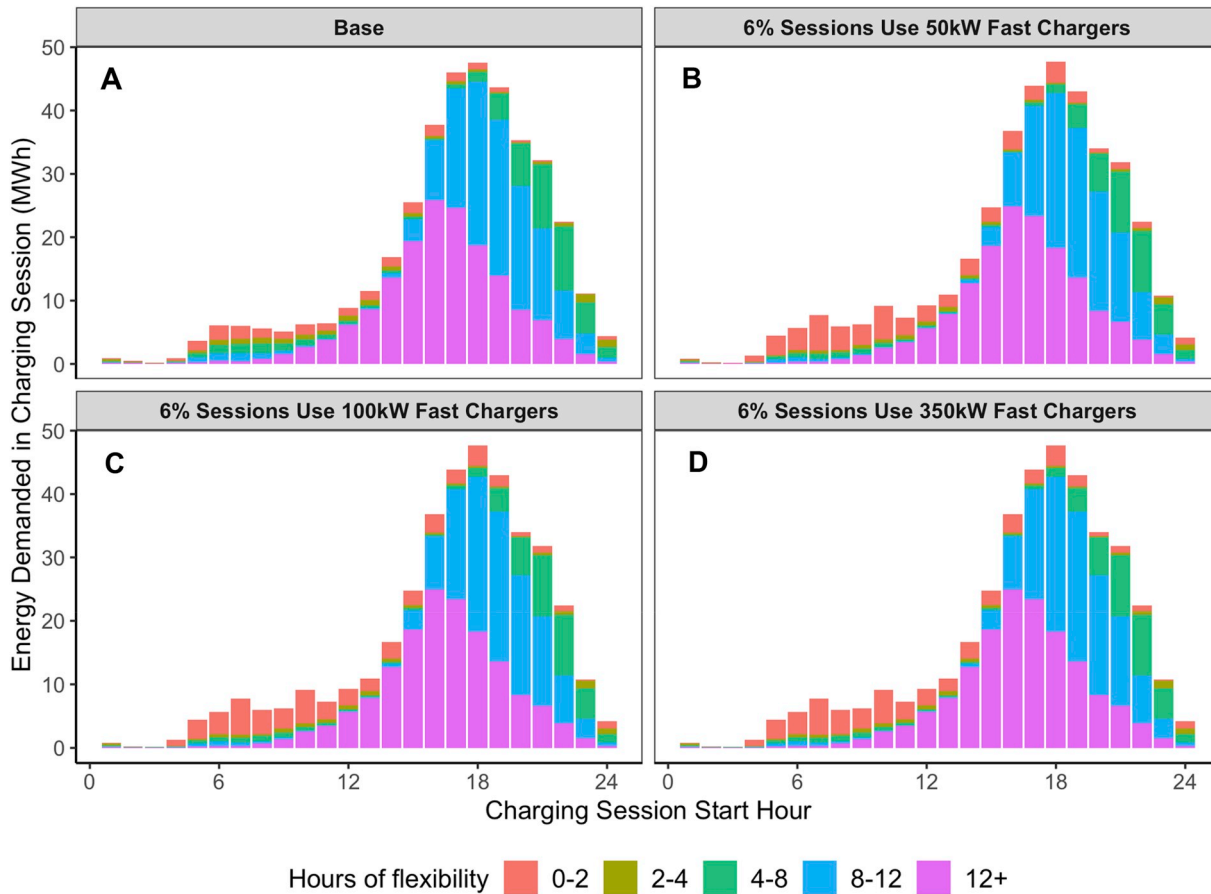 Base
6% Sessions Use 50kW Fast Chargers
A
B
50
40
30
20
10
0
6% Sessions Use 100kW Fast Chargers
6% Sessions Use 350kW Fast Chargers
C
D
50
40
30
20
10
0
0 6 12 18 24
0 6 12 18 24
Energy Demanded in Charging Session (MWh)
Charging Session Start Hour
Hours of flexibility 0-2 2-4 4-8 8-12 12+